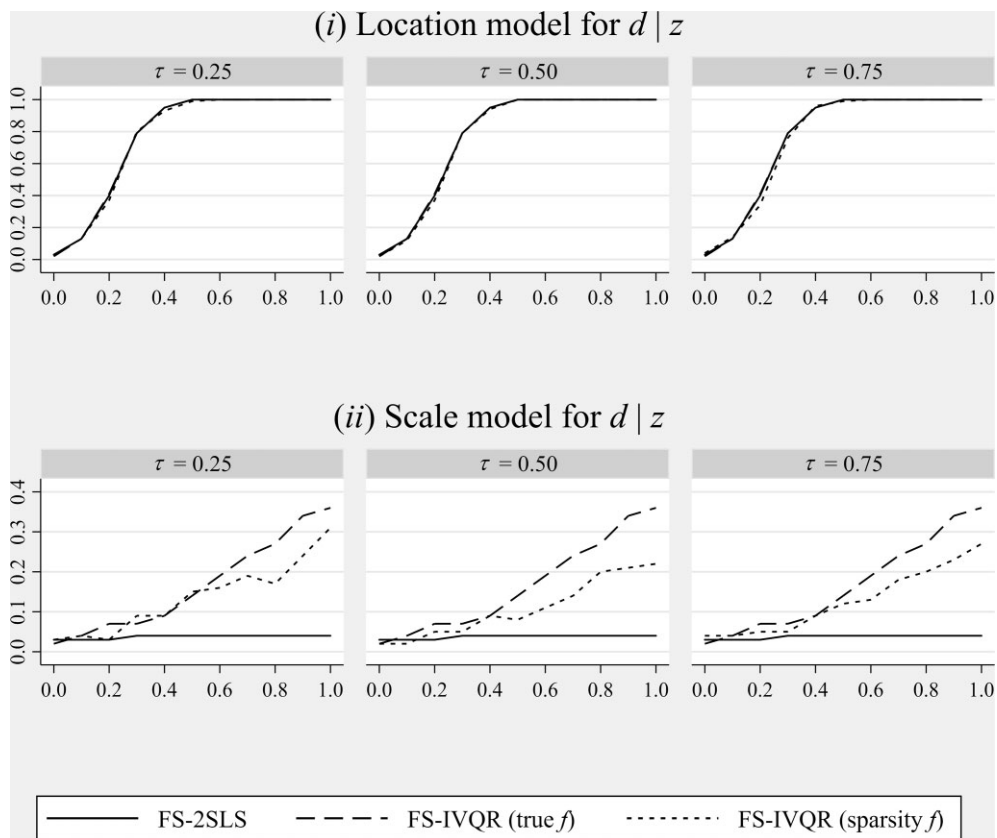 (i) Location model for d | z
τ = 0.25
τ = 0.50
τ = 0.75
0.0 0.2 0.4 0.6 0.8 1.0
0.0 0.2 0.4 0.6 0.8 1.0
0.0 0.2 0.4 0.6 0.8 1.0
0.0 0.2 0.4 0.6 0.8 1.0
(ii) Scale model for d | z
τ = 0.25
τ = 0.50
τ = 0.75
0.0 0.1 0.2 0.3 0.4
0.0 0.2 0.4 0.6 0.8 1.0
0.0 0.2 0.4 0.6 0.8 1.0
0.0 0.2 0.4 0.6 0.8 1.0
FS-2SLS FS-IVQR (true f) FS-IVQR (sparsity f)